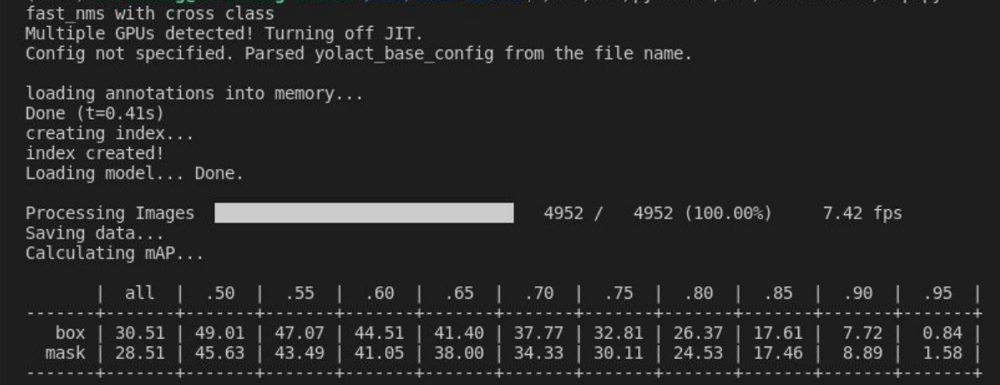 fast_nms with cross class
Multiple GPUs detected! Turning off JIT.
Config not specified. Parsed yolact_base_config from the file name.
loading annotations into memory...
Done (t=0.41s)
creating index...
index created!
Loading model... Done.
Processing Images 4952 / 4952 (100.00%) 7.42 fps
Saving data...
Calculating mAP...
| all | .50 | .55 | .60 | .65 | .70 | .75 | .80 | .85 | .90 | .95 |
-------+-------+-------+-------+-------+-------+-------+-------+-------+-------+-------+-------+
box | 30.51 | 49.01 | 47.07 | 44.51 | 41.40 | 37.77 | 32.81 | 26.37 | 17.61 | 7.72 | 0.84 |
mask | 28.51 | 45.63 | 43.49 | 41.05 | 38.00 | 34.33 | 30.11 | 24.53 | 17.46 | 8.89 | 1.58 |
-------+-------+-------+-------+-------+-------+-------+-------+-------+-------+-------+-------+